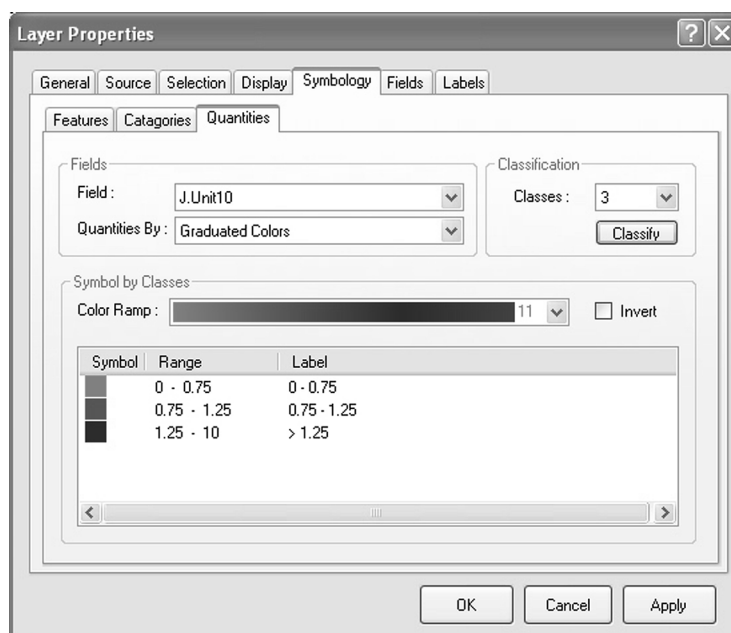 Layer Properties
General Source Selection Display Symbology Fields Labels
Features Catagories Quantities
Fields
Field : J.Unit10
Quantities By : Graduated Colors
Classification
Classes : 3
Classify
Symbol by Classes
Color Ramp : 11 Invert
Symbol Range Label
0 - 0.75 0 - 0.75
0.75 - 1.25 0.75 - 1.25
1.25 - 10 > 1.25
OK Cancel Apply